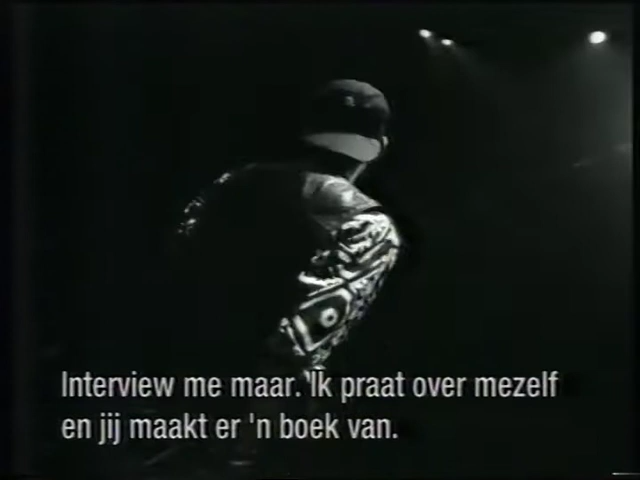 Interview me maar. Ik praat over mezelf
en jij maakt er 'n boek van.